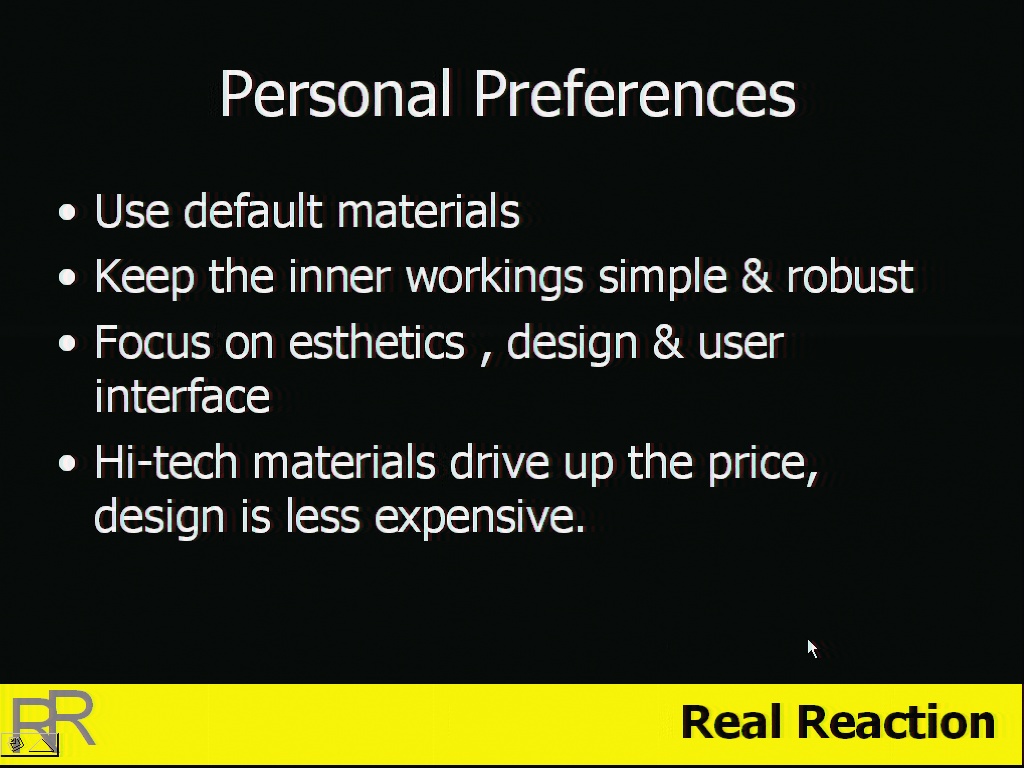 Personal Preferences
• Use default materials
• Keep the inner workings simple & robust
• Focus on esthetics , design & user
interface
• Hi-tech materials drive up the price,
design is less expensive.
RR
Real Reaction